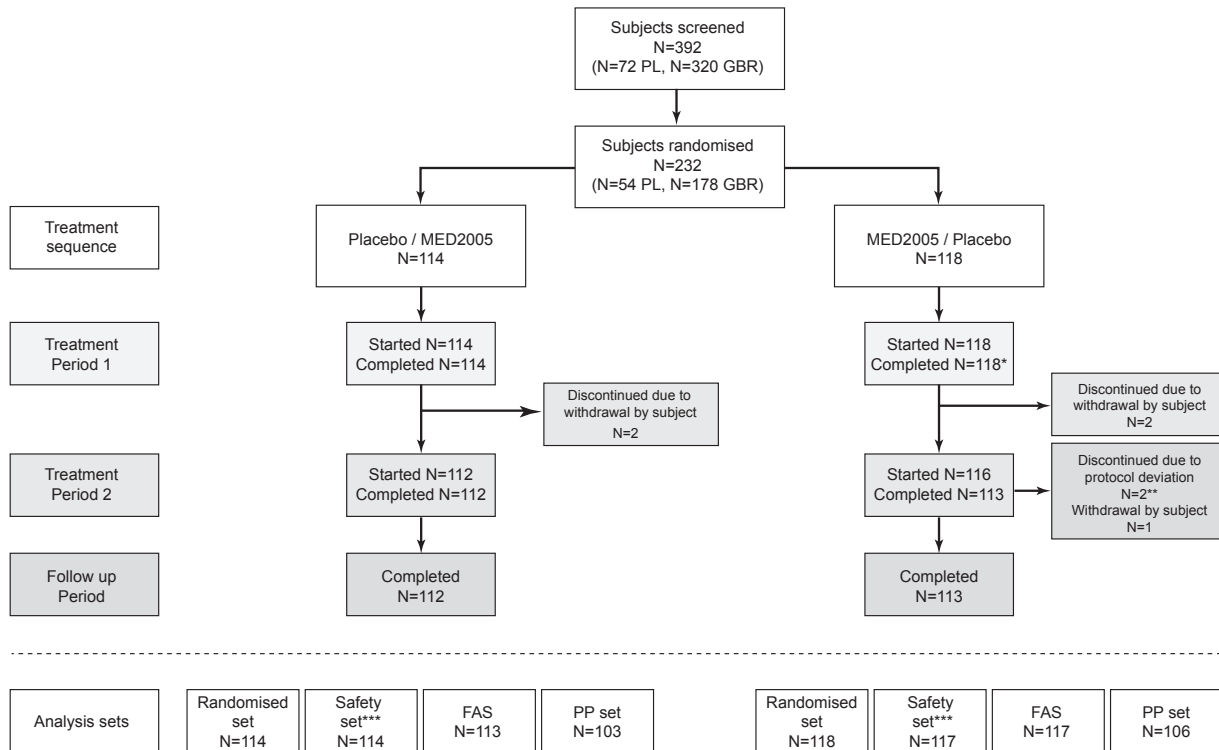 Subjects screened
N=392
(N=72 PL, N=320 GBR)
Subjects randomised
N=232
(N=54 PL, N=178 GBR)
Treatment
sequence
Placebo / MED2005
N=114
MED2005 / Placebo
N=118
Treatment
Period 1
Started N=114
Completed N=114
Started N=118
Completed N=118*
Discontinued due to
withdrawal by subject
N=2
Discontinued due to
withdrawal by subject
N=2
Treatment
Period 2
Started N=112
Completed N=112
Started N=116
Completed N=113
Discontinued due to
protocol deviation
N=2**
Withdrawal by subject
N=1
Follow up
Period
Completed
N=112
Completed
N=113
Analysis sets
Randomised
set
N=114
Safety
set***
N=114
FAS
N=113
PP set
N=103
Randomised
set
N=118
Safety
set***
N=117
FAS
N=117
PP set
N=106